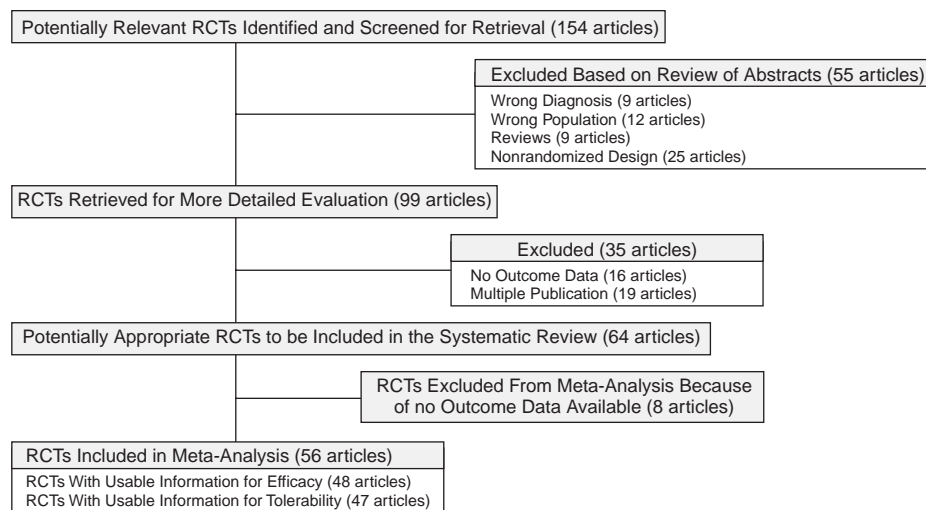 Potentially Relevant RCTs Identified and Screened for Retrieval (154 articles)
Excluded Based on Review of Abstracts (55 articles)
Wrong Diagnosis (9 articles)
Wrong Population (12 articles)
Reviews (9 articles)
Nonrandomized Design (25 articles)
RCTs Retrieved for More Detailed Evaluation (99 articles)
Excluded (35 articles)
No Outcome Data (16 articles)
Multiple Publication (19 articles)
Potentially Appropriate RCTs to be Included in the Systematic Review (64 articles)
RCTs Excluded From Meta-Analysis Because
of no Outcome Data Available (8 articles)
RCTs Included in Meta-Analysis (56 articles)
RCTs With Usable Information for Efficacy (48 articles)
RCTs With Usable Information for Tolerability (47 articles)